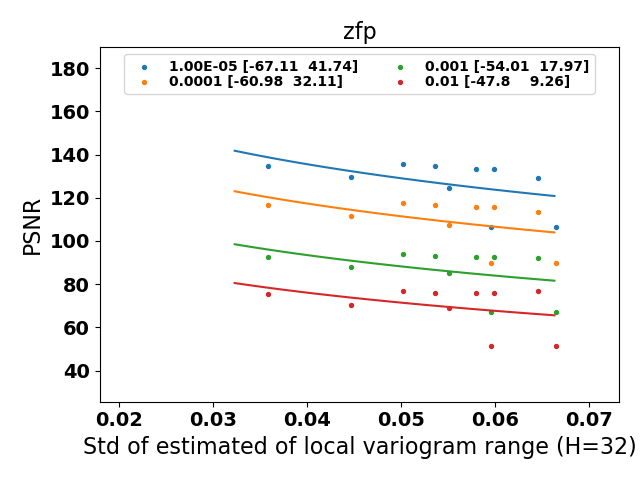 zfp
1.00E-05 [-67.11  41.74]
0.0001 [-60.98  32.11]
0.001 [-54.01  17.97]
0.01 [-47.8    9.26]
PSNR
180
160
140
120
100
80
60
40
0.02 0.03 0.04 0.05 0.06 0.07
Std of estimated of local variogram range (H=32)